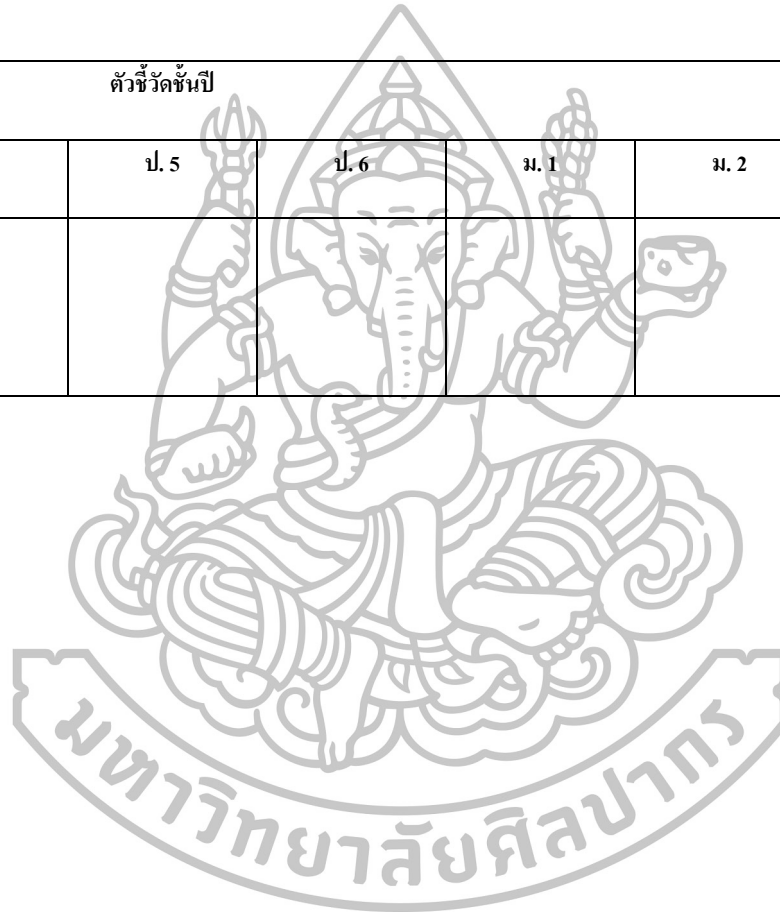 ตัวชี้วัดชั้นปี
ป. 5 ป. 6 ม. 1 ม. 2
มหาวิทยาลัยศิลปากร